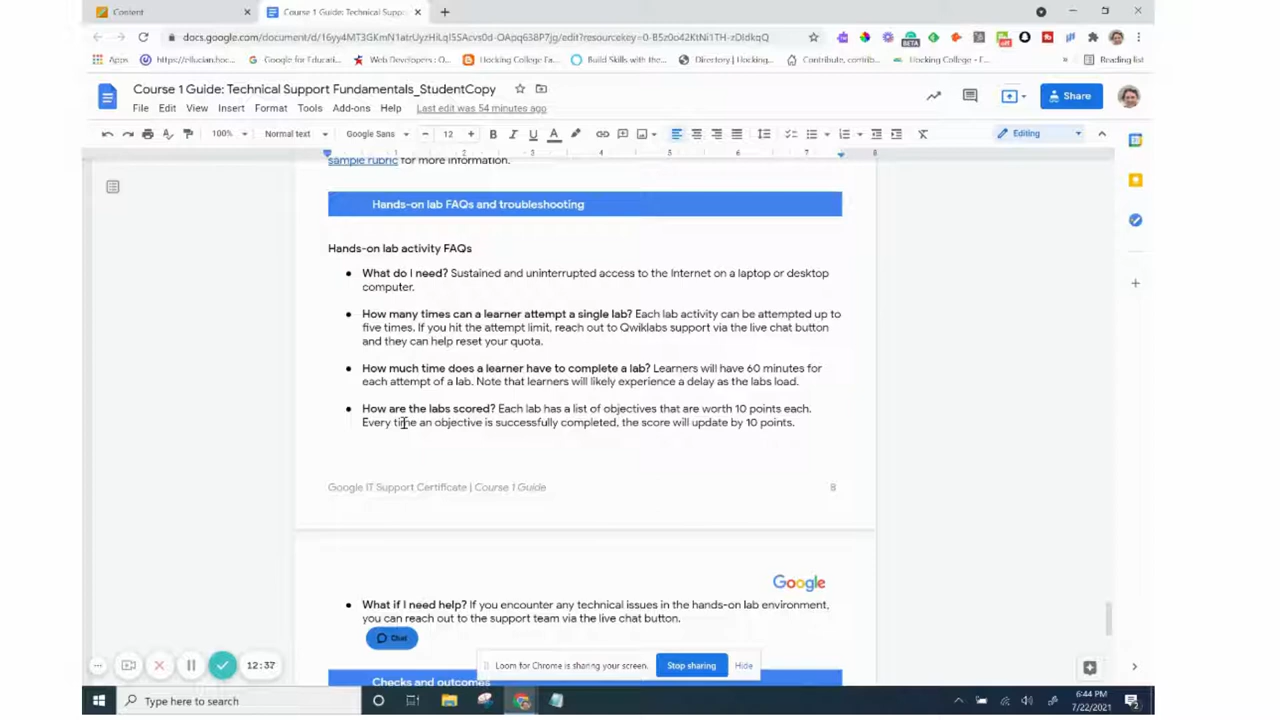 Content
Course 1 Guide: Technical Suppo
docs.google.com/document/d/
Apps
Google for Educati...
Web Developers : O...
Hocking College Em...
Build Skills with the...
Directory | Hocking...
Contribute, contrib...
Hocking College – F...
Reading list
Course 1 Guide: Technical Support Fundamentals_StudentCopy
File Edit View Insert Format Tools Add-ons Help Last edit was 54 minutes ago
Share
100% Normal text Google Sans 12 B I U A Editing
1 2 3 4 5 6 7 8
sample rubric for more information.
Hands-on lab FAQs and troubleshooting
Hands-on lab activity FAQs
● What do I need? Sustained and uninterrupted access to the Internet on a laptop or desktop
computer.
● How many times can a learner attempt a single lab? Each lab activity can be attempted up to
five times. If you hit the attempt limit, reach out to Qwiklabs support via the live chat button
and they can help reset your quota.
● How much time does a learner have to complete a lab? Learners will have 60 minutes for
each attempt of a lab. Note that learners will likely experience a delay as the labs load.
● How are the labs scored? Each lab has a list of objectives that are worth 10 points each.
Every time an objective is successfully completed, the score will update by 10 points.
Google IT Support Certificate | Course 1 Guide 8
Google
● What if I need help? If you encounter any technical issues in the hands-on lab environment,
you can reach out to the support team via the live chat button.
Chat
12:37
Loom for Chrome is sharing your screen. Stop sharing Hide
Checks and outcomes
Type here to search
6:44 PM
7/22/2021
2